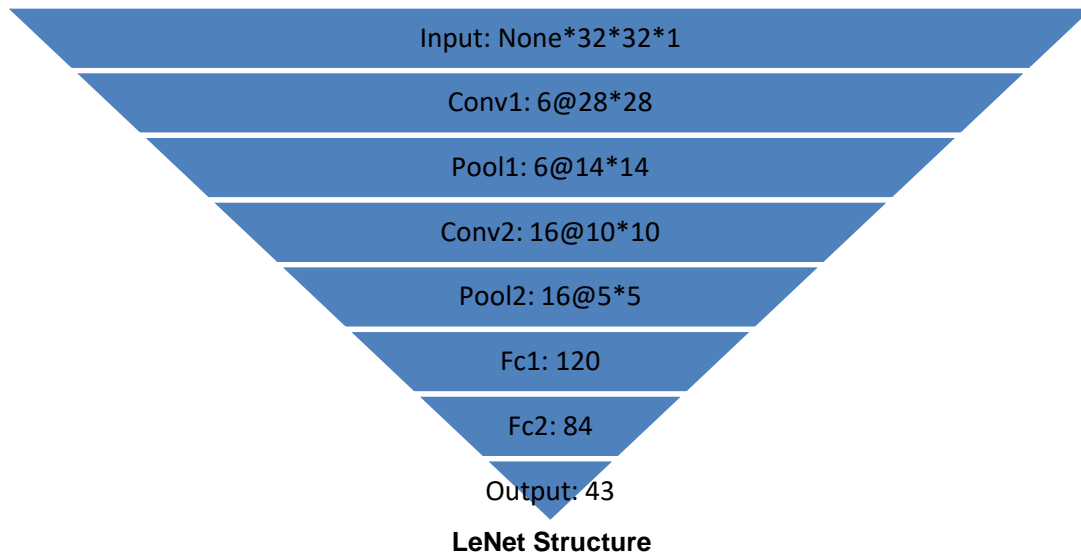 Input: None*32*32*1
Conv1: 6@28*28
Pool1: 6@14*14
Conv2: 16@10*10
Pool2: 16@5*5
Fc1: 120
Fc2: 84
Output: 43
LeNet Structure